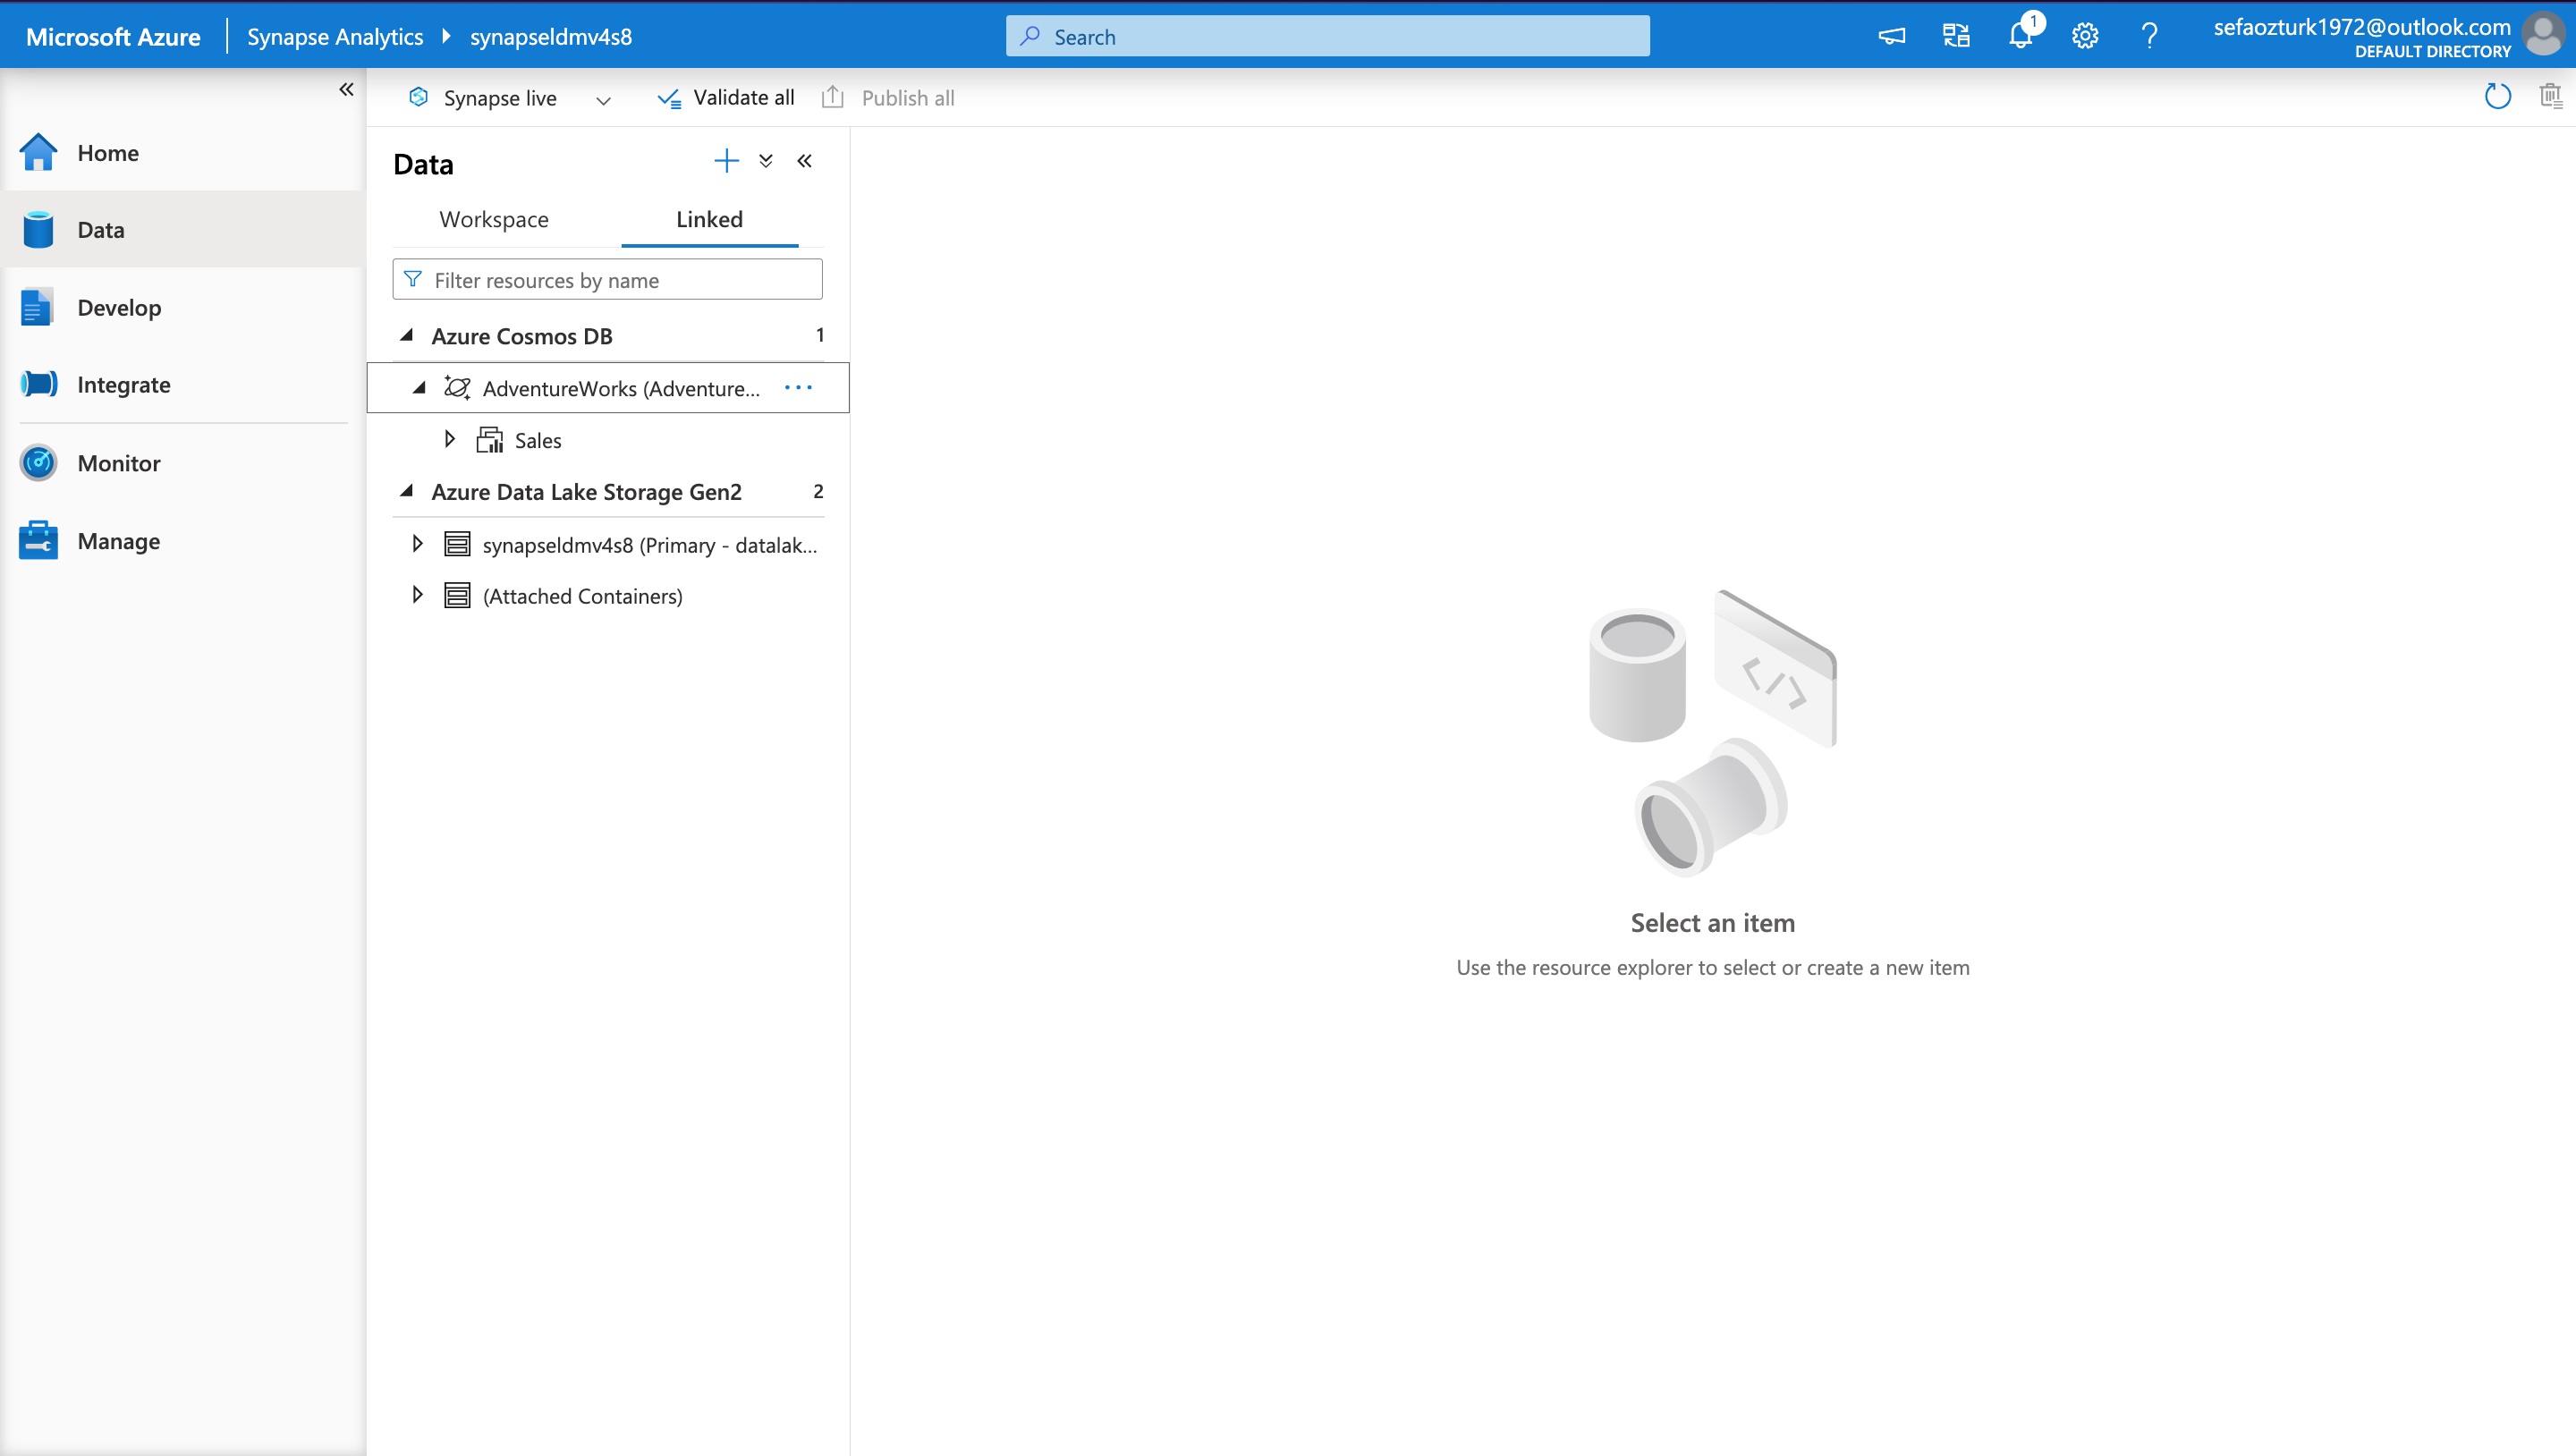 Microsoft Azure
Synapse Analytics
synapseldmv4s8
Search
1
sefaozturk1972@outlook.com
DEFAULT DIRECTORY
Synapse live
Validate all
Publish all
Home
Data
Develop
Integrate
Monitor
Manage
Data
Workspace
Linked
Filter resources by name
Azure Cosmos DB 1
AdventureWorks (Adventure... ...
Sales
Azure Data Lake Storage Gen2 2
synapseldmv4s8 (Primary - datalak...
(Attached Containers)
</>
Select an item
Use the resource explorer to select or create a new item